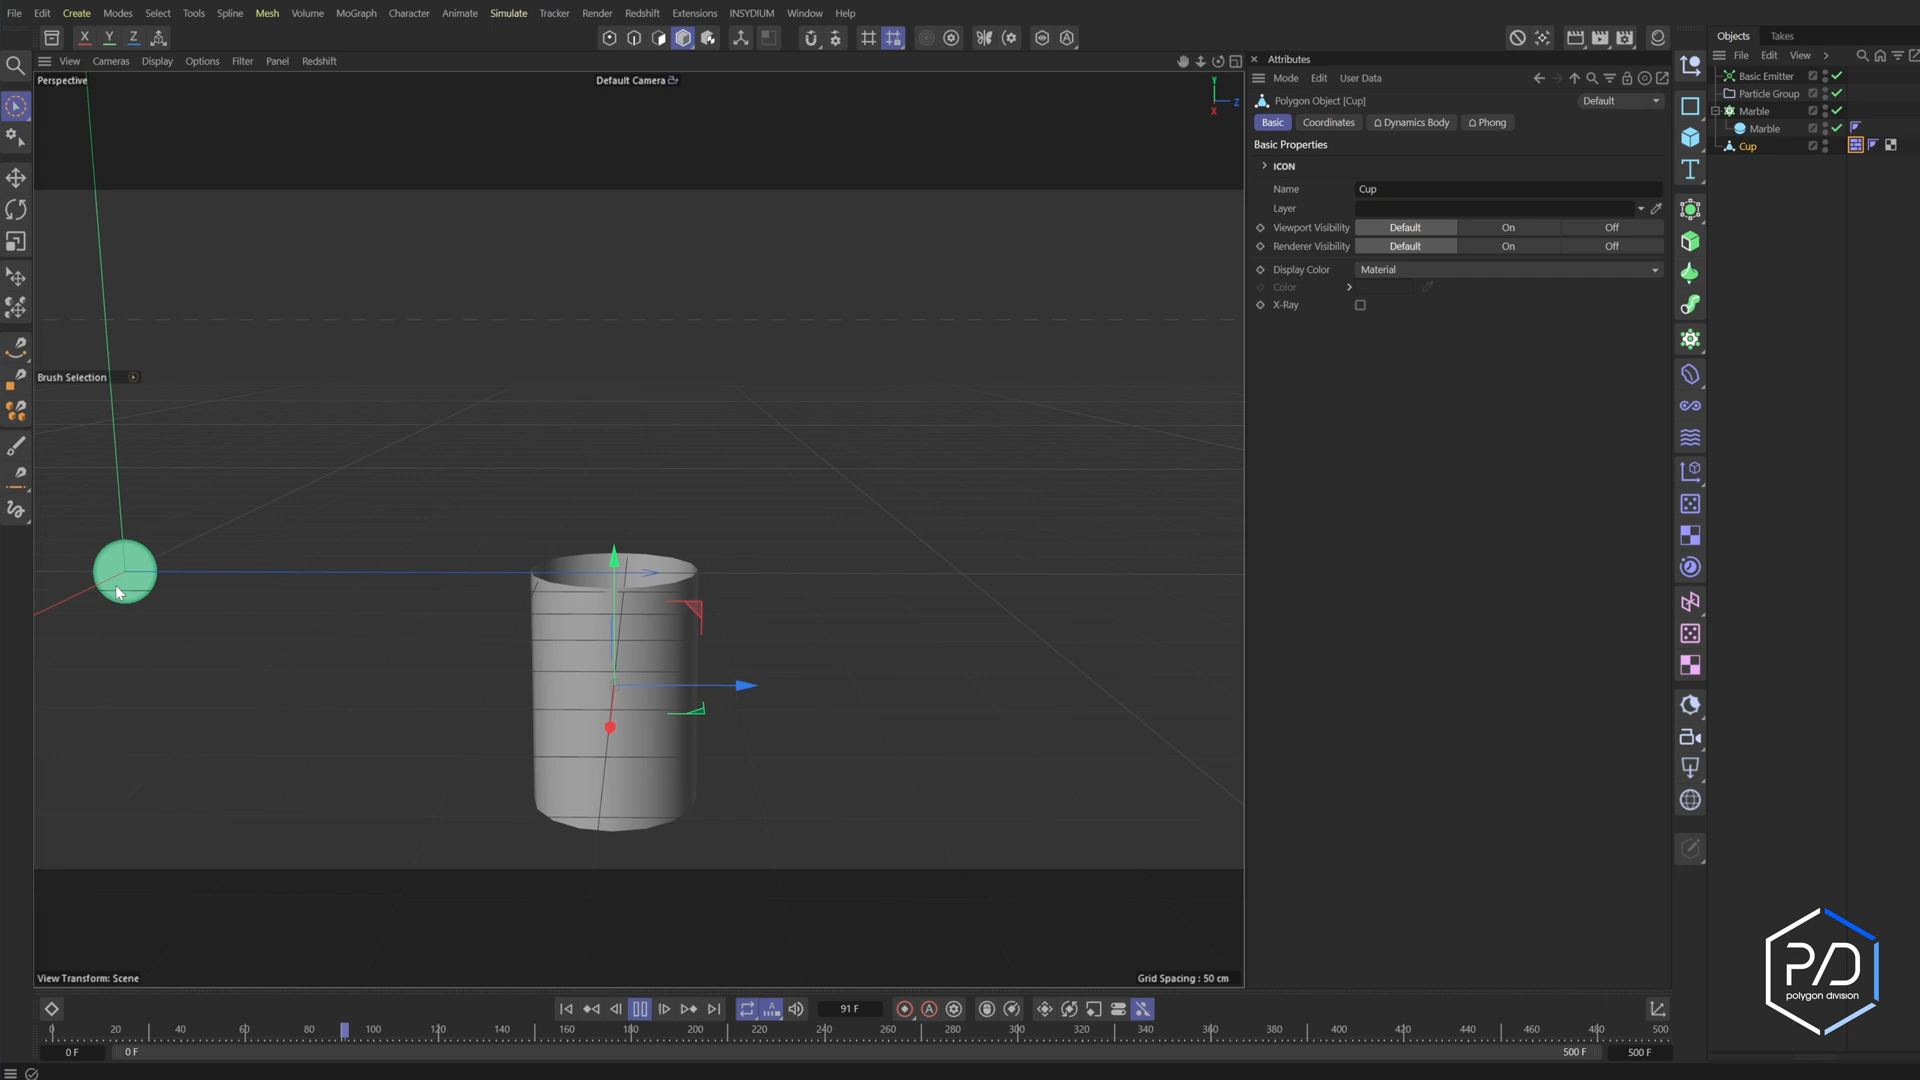 File Edit Create Modes Select Tools Spline Mesh Volume MoGraph Character Animate Simulate Tracker Render Redshift Extensions INSYDIUM Window Help
X Y Z
Objects Takes
View Cameras Display Options Filter Panel Redshift
Attributes
File Edit View
Perspective
Default Camera
Y
Z
X
Mode Edit User Data
Basic Emitter
Particle Group
Marble
Marble
Cup
Polygon Object [Cup]
Default
Basic Coordinates Dynamics Body Phong
Basic Properties
ICON
Name Cup
Layer
Viewport Visibility Default On Off
Renderer Visibility Default On Off
Display Color Material
Color
X-Ray
Brush Selection
View Transform: Scene
Grid Spacing : 50 cm
P/D
polygon division
91 F
0 20 40 60 80 100 120 140 160 180 200 220 240 260 280 300 320 340 360 380 400 420 440 460 480 500
0 F 0 F 500 F 500 F